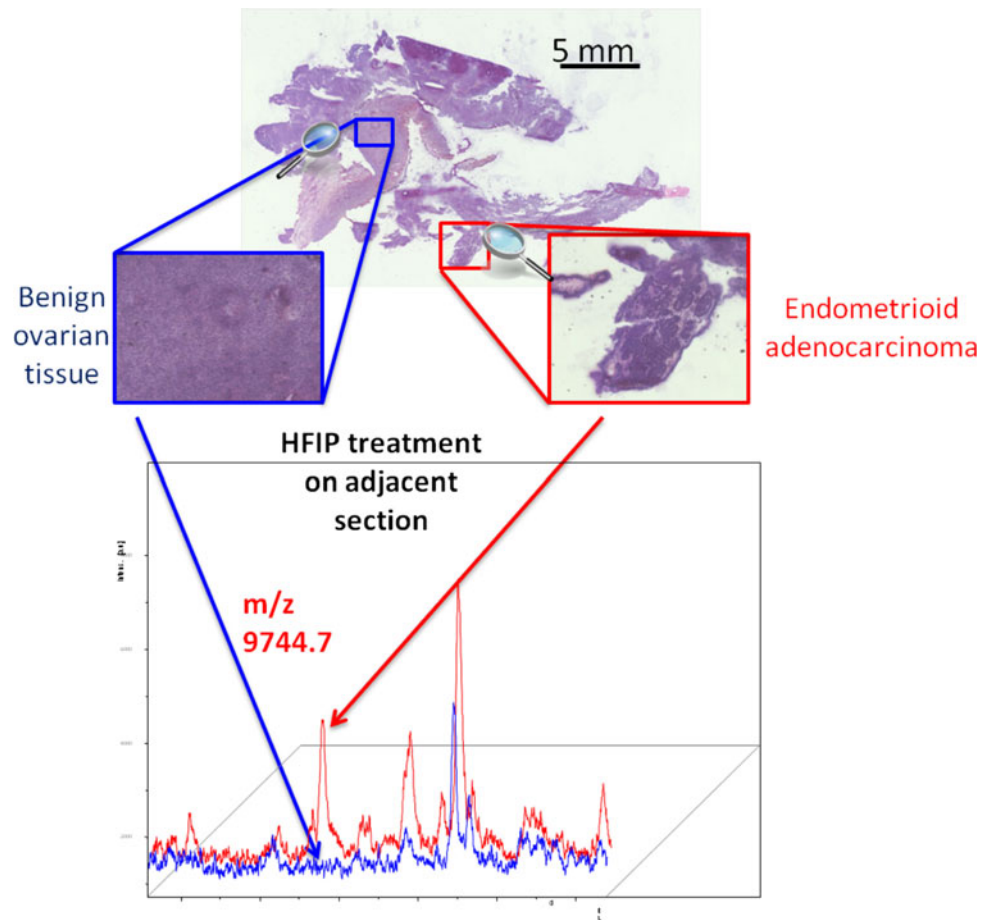 5 mm
Benign
ovarian
tissue
Endometrioid
adenocarcinoma
HFIP treatment
on adjacent
section
m/z
9744.7